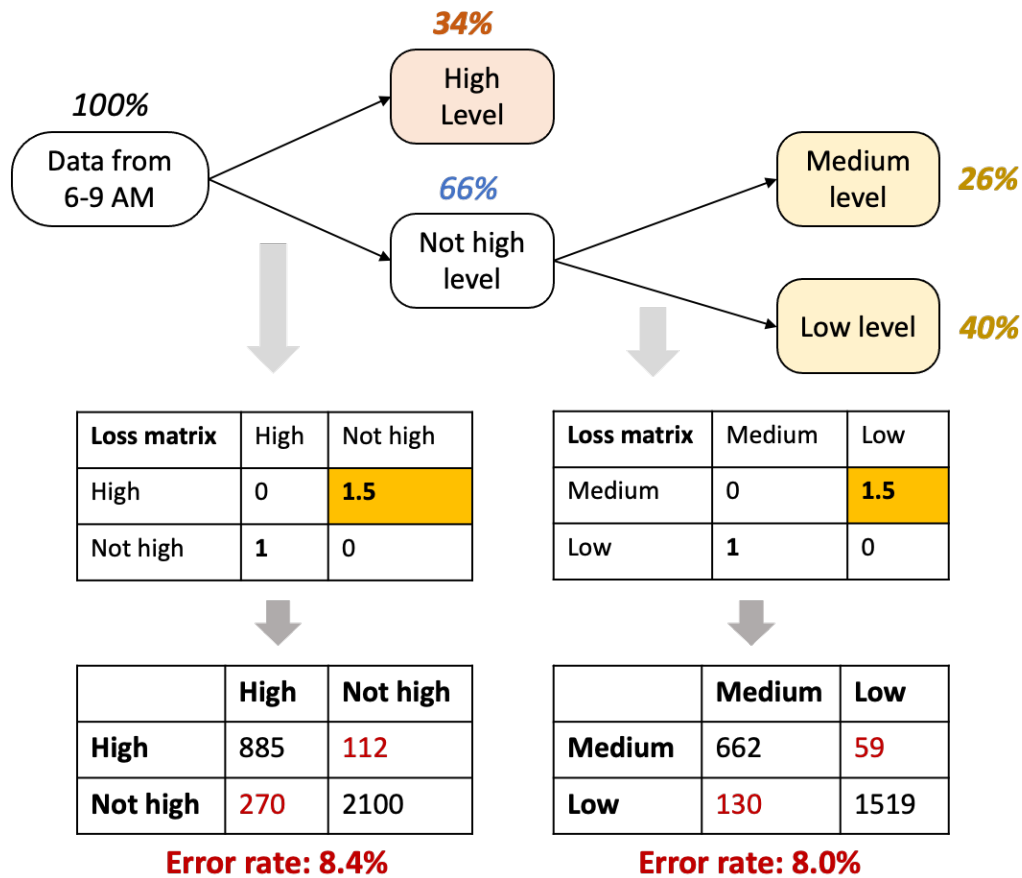 34%
High
Level
100%
Data from
6-9 AM
66%
Not high
level
Medium
level
26%
Low level
40%
Loss matrix High Not high
High 0 1.5
Not high 1 0
Loss matrix Medium Low
Medium 0 1.5
Low 1 0
High Not high
High 885 112
Not high 270 2100
Error rate: 8.4%
Medium Low
Medium 662 59
Low 130 1519
Error rate: 8.0%